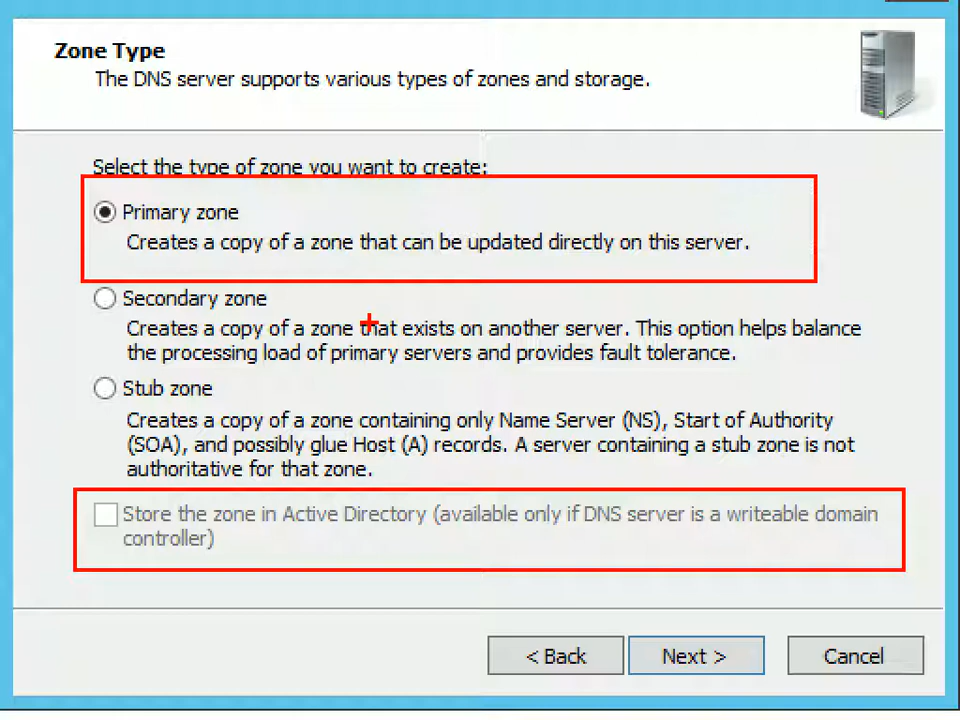 Zone Type
The DNS server supports various types of zones and storage.
Select the type of zone you want to create:
Primary zone
Creates a copy of a zone that can be updated directly on this server.
Secondary zone
Creates a copy of a zone that exists on another server. This option helps balance
the processing load of primary servers and provides fault tolerance.
Stub zone
Creates a copy of a zone containing only Name Server (NS), Start of Authority
(SOA), and possibly glue Host (A) records. A server containing a stub zone is not
authoritative for that zone.
Store the zone in Active Directory (available only if DNS server is a writeable domain
controller)
< Back Next > Cancel